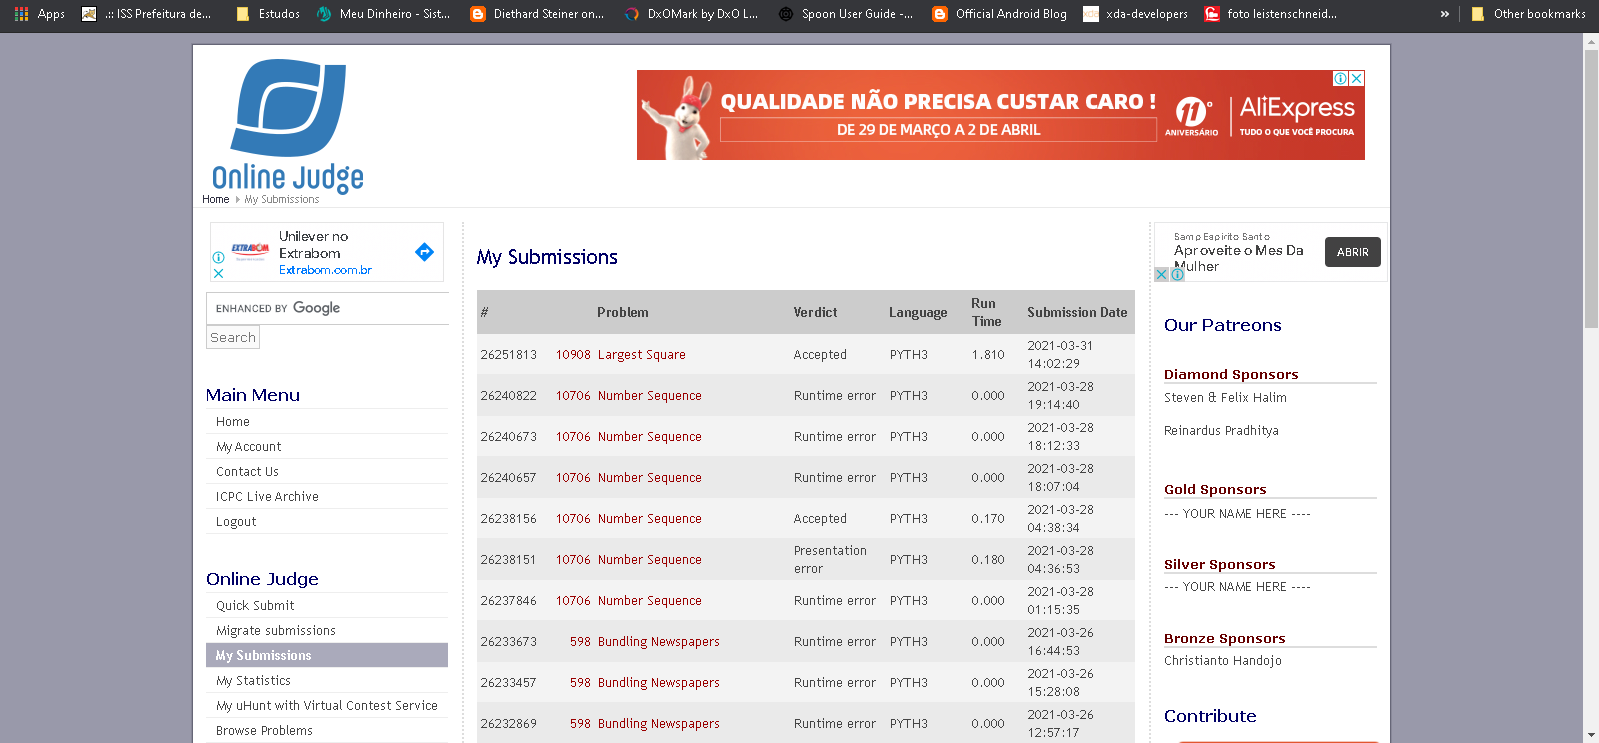 Apps
.:: ISS Prefeitura de...
Estudos
Meu Dinheiro - Sist...
Diethard Steiner on...
DxOMark by DxO L...
Spoon User Guide -...
Official Android Blog
xda-developers
foto leistenschneid...
»
Other bookmarks
Online Judge
QUALIDADE NÃO PRECISA CUSTAR CARO !
DE 29 DE MARÇO A 2 DE ABRIL
11º
ANIVERSÁRIO
AliExpress
TUDO O QUE VOCÊ PROCURA
Home My Submissions
EXTRABOM
Unilever no
Extrabom
Extrabom.com.br
ENHANCED BY Google
Search
Main Menu
Home
My Account
Contact Us
ICPC Live Archive
Logout
Online Judge
Quick Submit
Migrate submissions
My Submissions
My Statistics
My uHunt with Virtual Contest Service
Browse Problems
My Submissions
# Problem Verdict Language Run Time Submission Date
26251813 10908 Largest Square Accepted PYTH3 1.810 2021-03-31 14:02:29
26240822 10706 Number Sequence Runtime error PYTH3 0.000 2021-03-28 19:14:40
26240673 10706 Number Sequence Runtime error PYTH3 0.000 2021-03-28 18:12:33
26240657 10706 Number Sequence Runtime error PYTH3 0.000 2021-03-28 18:07:04
26238156 10706 Number Sequence Accepted PYTH3 0.170 2021-03-28 04:38:34
26238151 10706 Number Sequence Presentation error PYTH3 0.180 2021-03-28 04:36:53
26237846 10706 Number Sequence Runtime error PYTH3 0.000 2021-03-28 01:15:35
26233673 598 Bundling Newspapers Runtime error PYTH3 0.000 2021-03-26 16:44:53
26233457 598 Bundling Newspapers Runtime error PYTH3 0.000 2021-03-26 15:28:08
26232869 598 Bundling Newspapers Runtime error PYTH3 0.000 2021-03-26 12:57:17
Samp Espirito Santo
Aproveite o Mes Da
Mulher
ABRIR
Our Patreons
Diamond Sponsors
Steven & Felix Halim
Reinardus Pradhitya
Gold Sponsors
--- YOUR NAME HERE ----
Silver Sponsors
--- YOUR NAME HERE ----
Bronze Sponsors
Christianto Handojo
Contribute